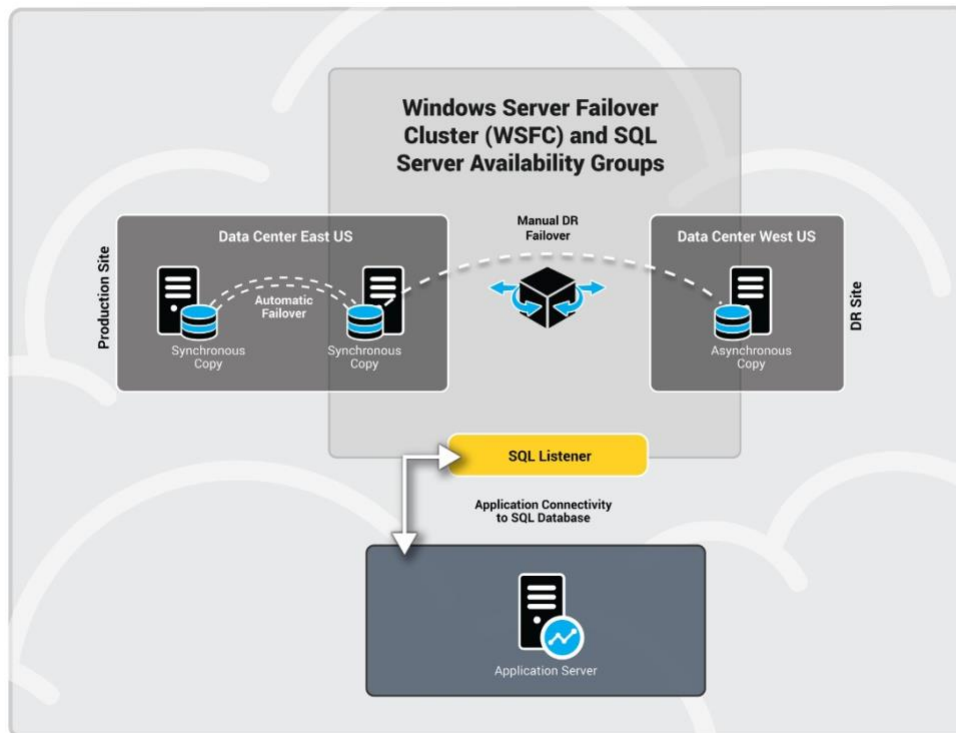 Windows Server Failover
Cluster (WSFC) and SQL
Server Availability Groups
Production Site
Data Center East US
Automatic
Failover
Synchronous
Copy
Synchronous
Copy
Manual DR
Failover
Data Center West US
Asynchronous
Copy
DR Site
SQL Listener
Application Connectivity
to SQL Database
Application Server